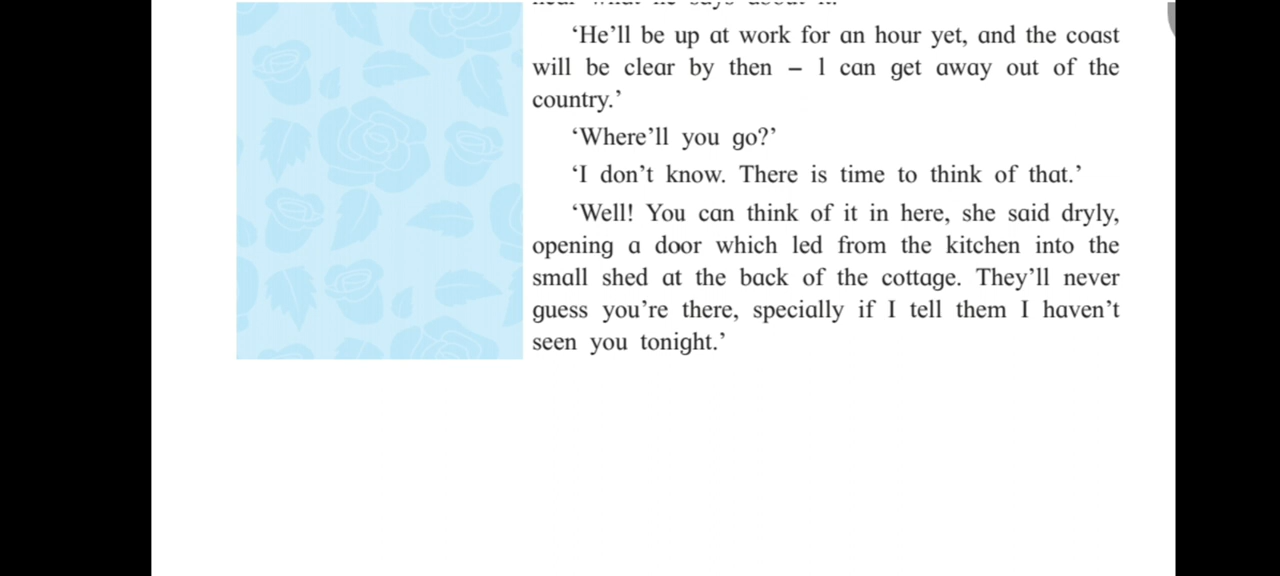 ‘He’ll be up at work for an hour yet, and the coast
will be clear by then – l can get away out of the
country.’
‘Where’ll you go?’
‘I don’t know. There is time to think of that.’
‘Well! You can think of it in here, she said dryly,
opening a door which led from the kitchen into the
small shed at the back of the cottage. They’ll never
guess you’re there, specially if I tell them I haven’t
seen you tonight.’